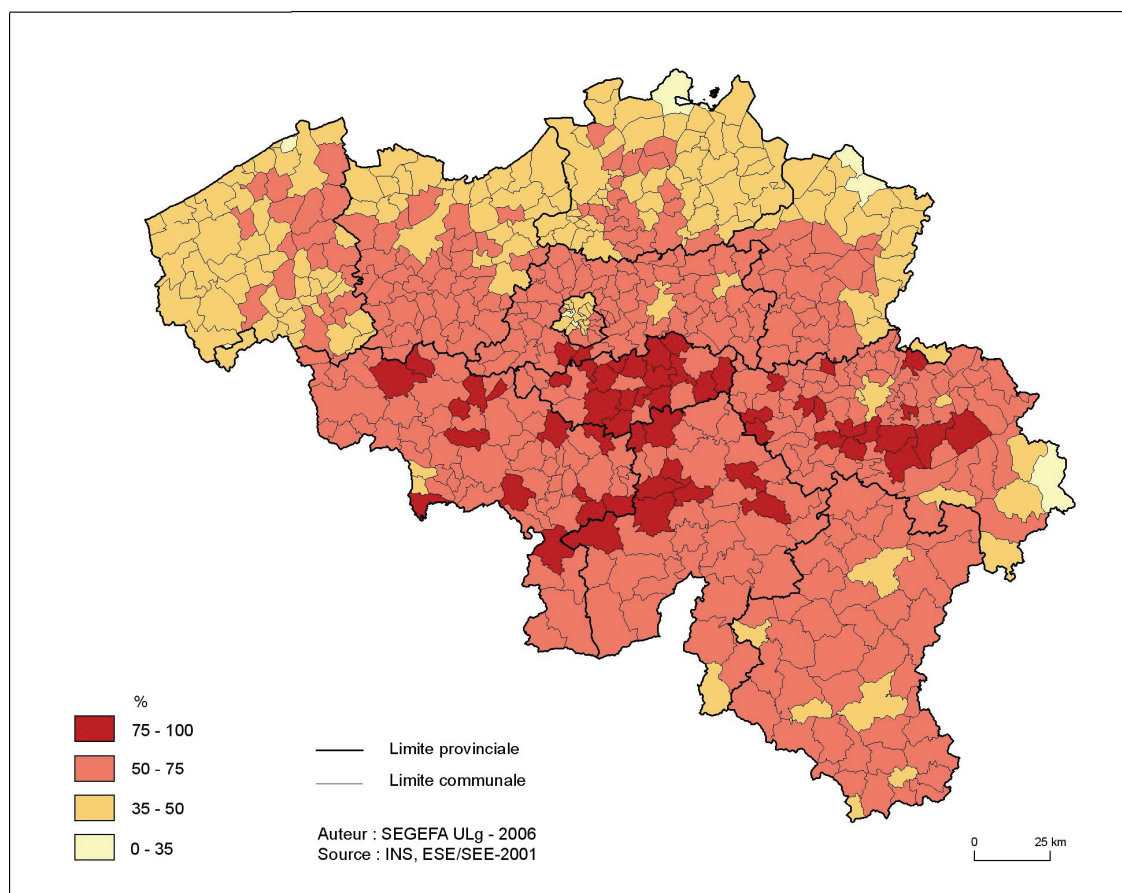 %
75 - 100
50 - 75
35 - 50
0 - 35
Limite provinciale
Limite communale
Auteur : SEGEFA ULg - 2006
Source : INS, ESE/SEE-2001
0 25 km